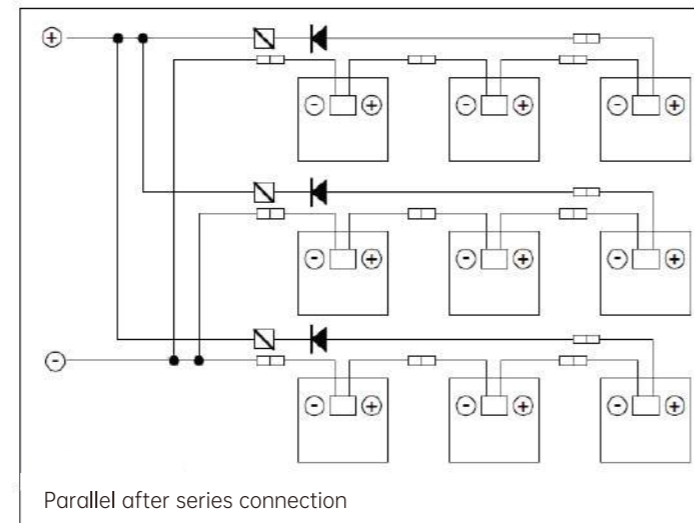 +
- + - + - +
- + - + - +
-
- + - + - +
Parallel after series connection